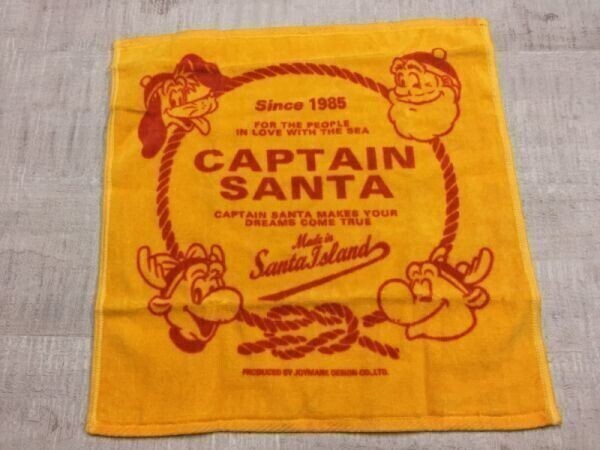 Since 1985
FOR THE PEOPLE
IN LOVE WITH THE SEA
CAPTAIN
SANTA
CAPTAIN SANTA MAKES YOUR
DREAMS COME TRUE
Made in
Santa Island
PRODUCED BY JOYMARK DESIGN CO.,LTD.